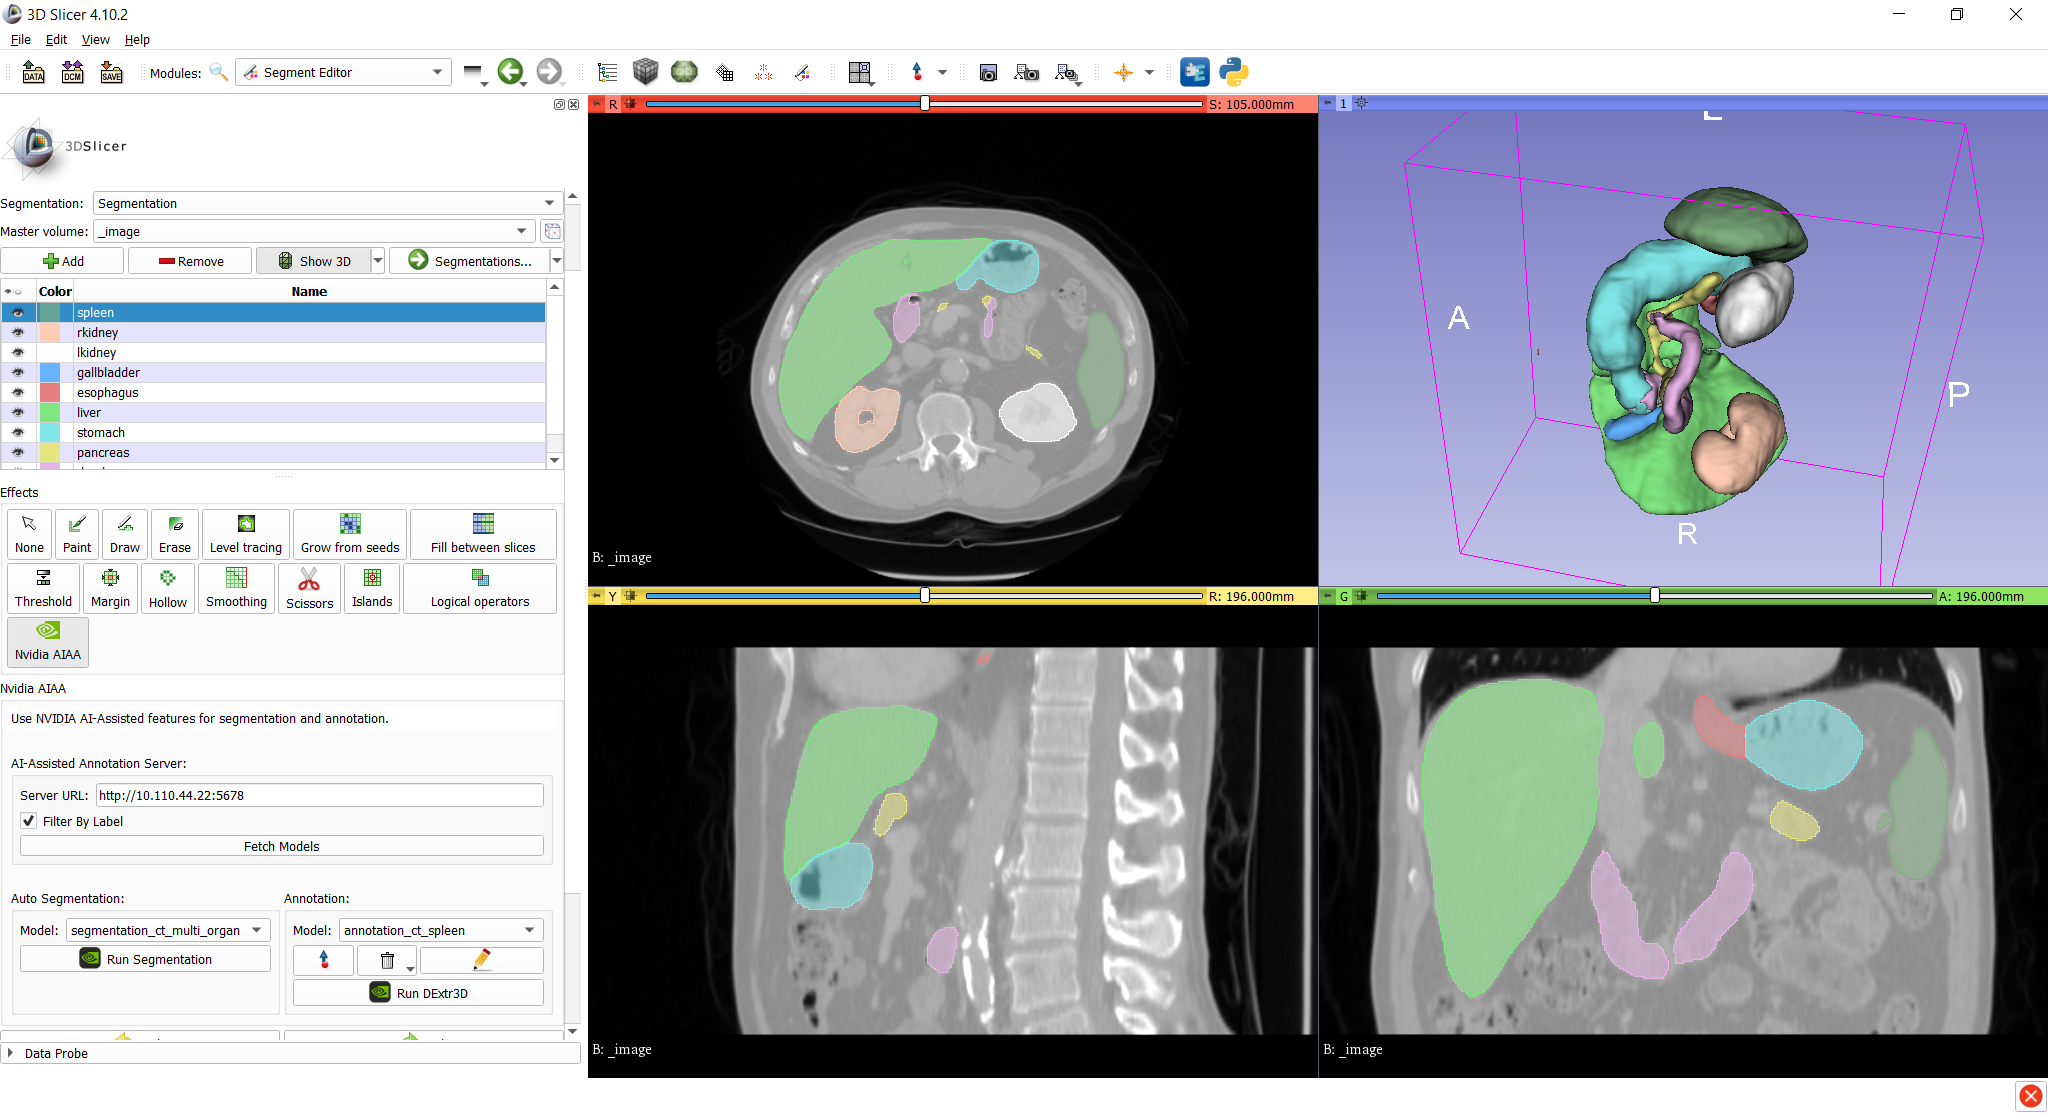 3D Slicer 4.10.2
File Edit View Help
DATA DCM SAVE Modules: Segment Editor
3DSlicer
Segmentation: Segmentation
Master volume: _image
Add Remove Show 3D Segmentations...
Color Name
spleen
rkidney
lkidney
gallbladder
esophagus
liver
stomach
pancreas
Effects
None Paint Draw Erase Level tracing Grow from seeds Fill between slices
Threshold Margin Hollow Smoothing Scissors Islands Logical operators
Nvidia AIAA
Nvidia AIAA
Use NVIDIA AI-Assisted features for segmentation and annotation.
AI-Assisted Annotation Server:
Server URL: http://10.110.44.22:5678
Filter By Label
Fetch Models
Auto Segmentation: Annotation:
Model: segmentation_ct_multi_organ Model: annotation_ct_spleen
Run Segmentation
Run DExtr3D
Data Probe
R S: 105.000mm
B: _image
1
A
P
R
Y R: 196.000mm
B: _image
G A: 196.000mm
B: _image